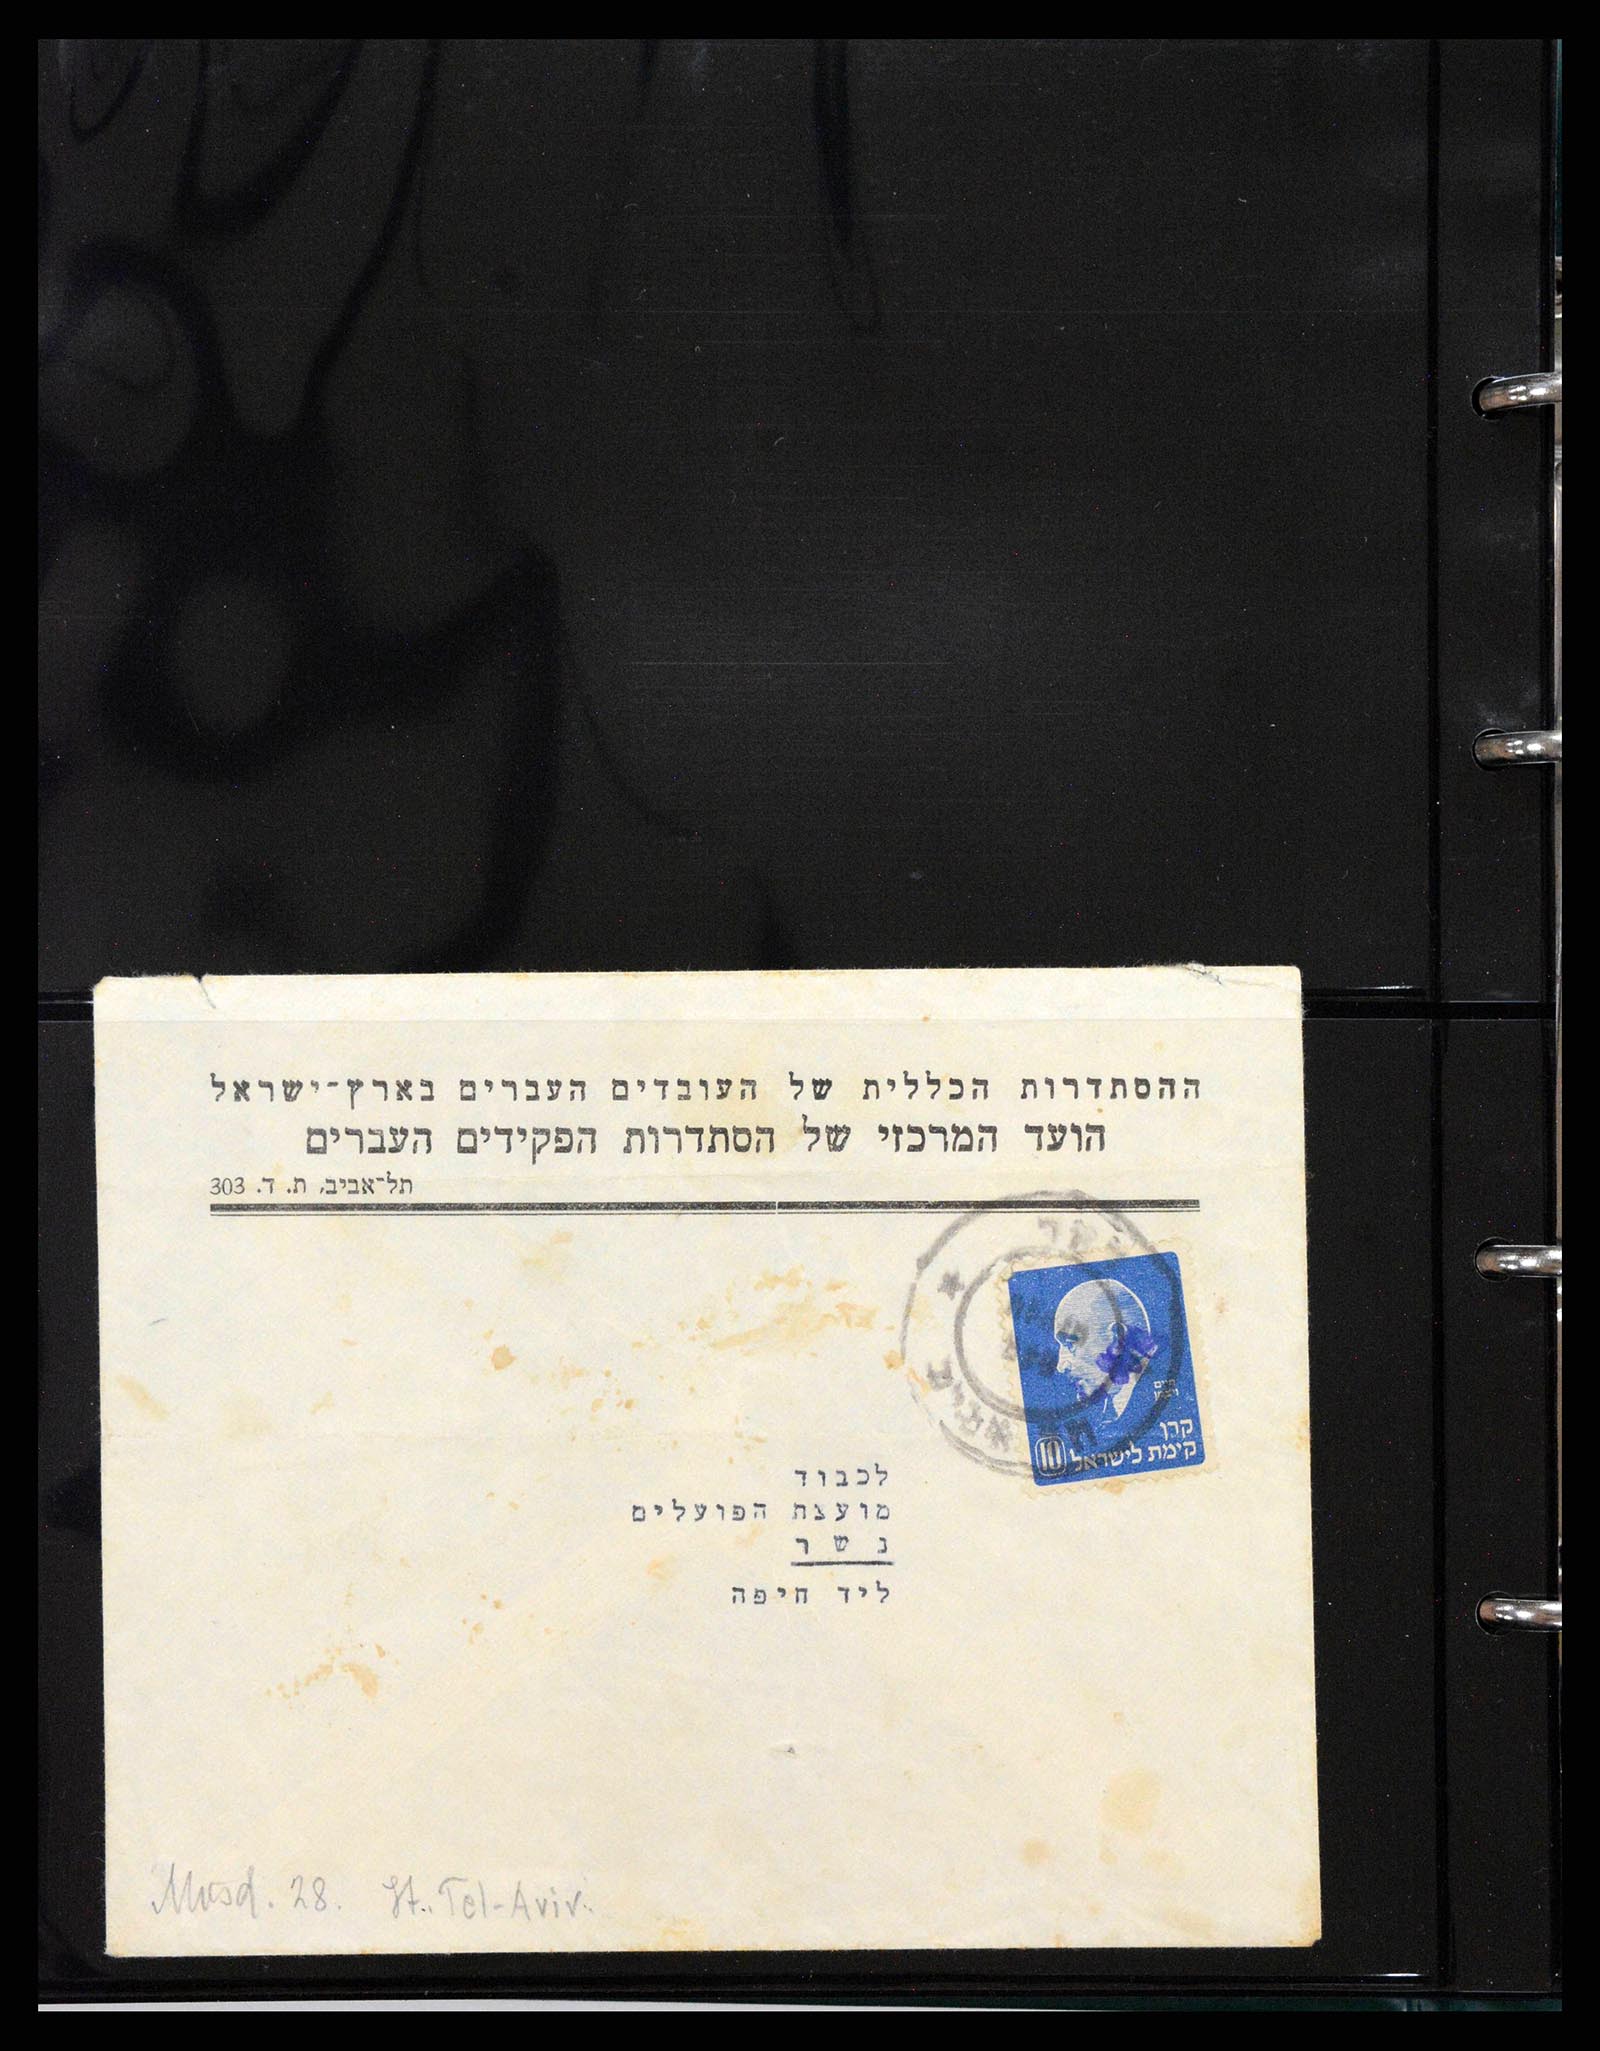 ההסתדרות הכללית של העובדים העברים בארץ־ישראל
הועד המרכזי של הסתדרות הפקידים העברים
תל־אביב, ת. ד. 303
חיים
קרן
קימת לישראל
10
לכבוד
מועצת הפועלים
נשר
ליד חיפה
28. St. Tel-Aviv.